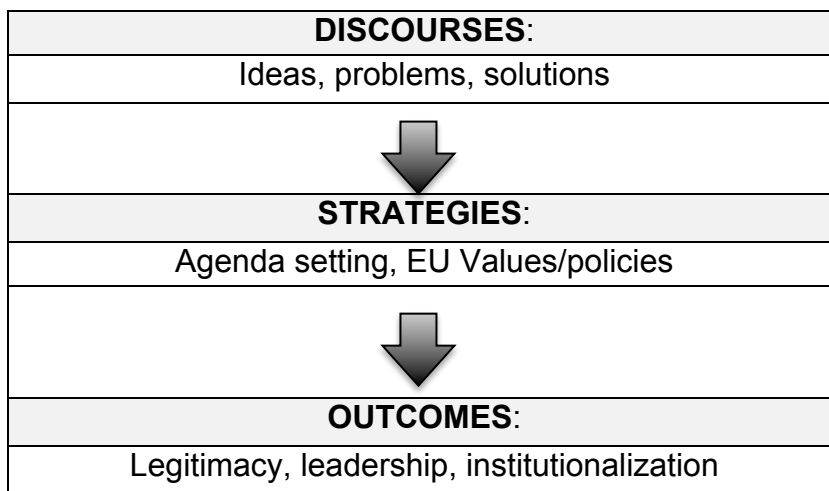 DISCOURSES:
Ideas, problems, solutions
STRATEGIES:
Agenda setting, EU Values/policies
OUTCOMES:
Legitimacy, leadership, institutionalization